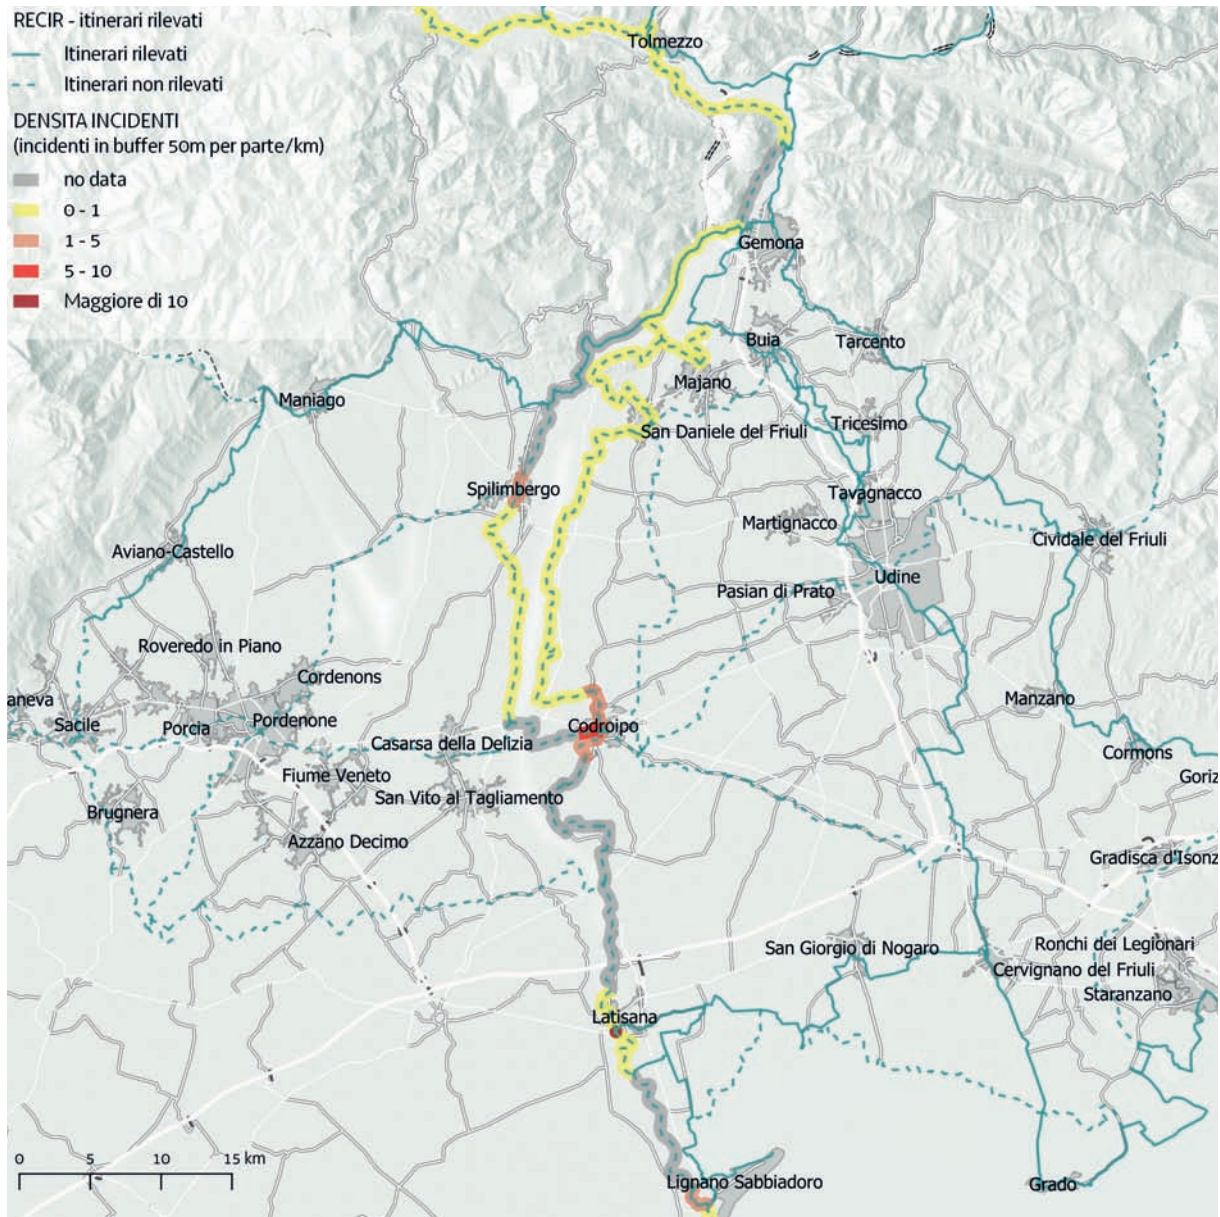 RECIR - itinerari rilevati
Itinerari rilevati
Itinerari non rilevati
DENSITA INCIDENTI
(incidenti in buffer 50m per parte/km)
no data
0 - 1
1 - 5
5 - 10
Maggiore di 10
Tolmezzo
Gemona
Buia
Tarcento
Majano
Maniago
San Daniele del Friuli
Tricesimo
Spilimbergo
Tavagnacco
Martignacco
Aviano-Castello
Cividale del Friuli
Udine
Pasian di Prato
Roveredo in Piano
Cordenons
aneva
Manzano
Sacile
Porcia
Pordenone
Codroipo
Casarsa della Delizia
Cormons
Fiume Veneto
Goriz
San Vito al Tagliamento
Brugnera
Azzano Decimo
Gradisca d'Isonz
San Giorgio di Nogaro
Ronchi dei Legionari
Cervignano del Friuli
Staranzano
Latisana
0 5 10 15 km
Lignano Sabbiadoro
Grado